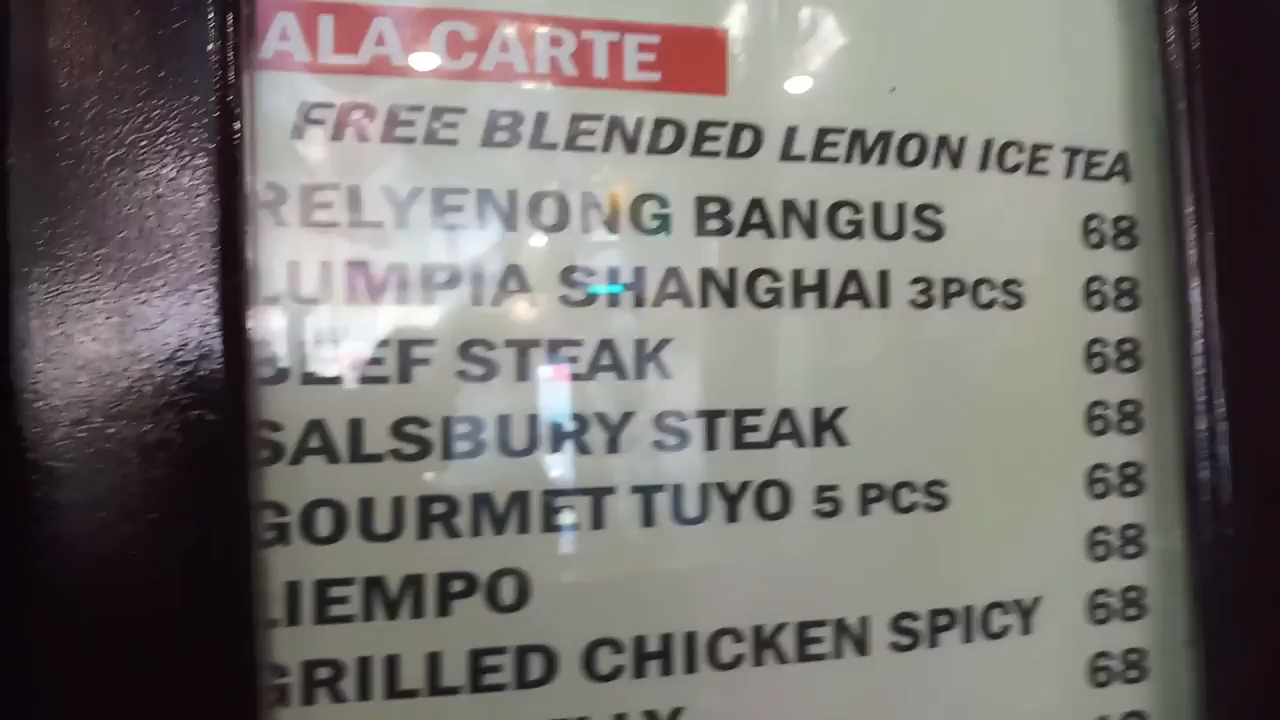 ALA CARTE
FREE BLENDED LEMON ICE TEA
RELYENONG BANGUS 68
LUMPIA SHANGHAI 3PCS 68
BEEF STEAK 68
SALSBURY STEAK 68
GOURMET TUYO 5 PCS 68
LIEMPO 68
GRILLED CHICKEN SPICY 68
68